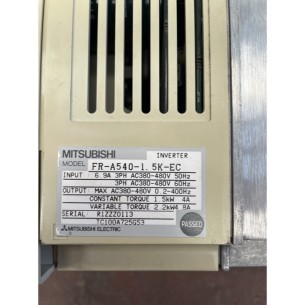 MITSUBISHI INVERTER
MODEL FR-A540-1.5K-EC
INPUT : 6.9A 3PH AC380-480V 50Hz
3PH AC380-480V 60Hz
OUTPUT: MAX AC380-480V 0.2-400Hz
CONSTANT TORQUE 1.5kW 4A
VARIABLE TORQUE 2.2kW4.8A
SERIAL : R1ZZZ0113
TC100A725G53
MITSUBISHI ELECTRIC
PASSED